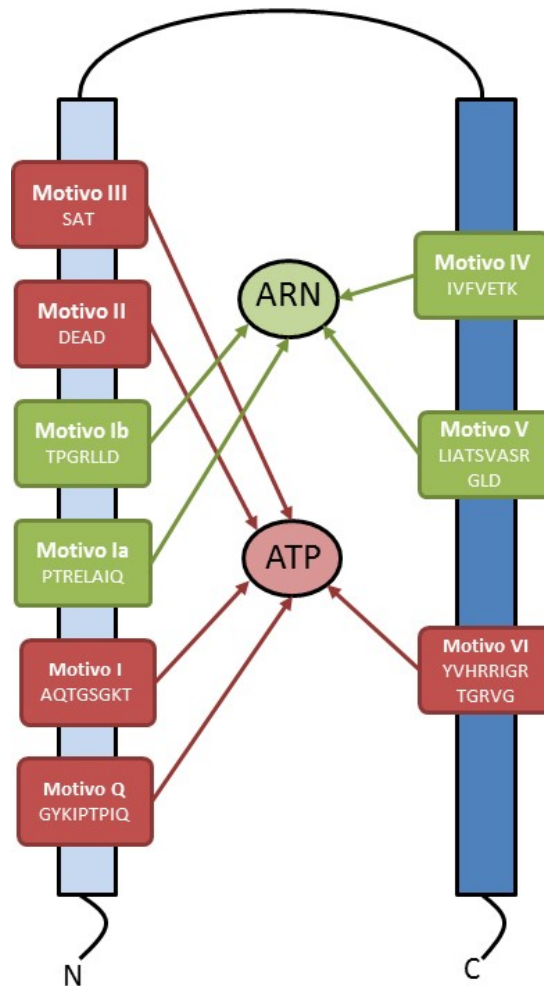 Motivo III
SAT
Motivo II
DEAD
Motivo Ib
TPGRLLD
Motivo Ia
PTRELAIQ
Motivo I
AQTGSGKT
Motivo Q
GYKIPTPIQ
N
ARN
ATP
Motivo IV
IVFVETK
Motivo V
LIATSVASR
GLD
Motivo VI
YVHRRIGR
TGRVG
C